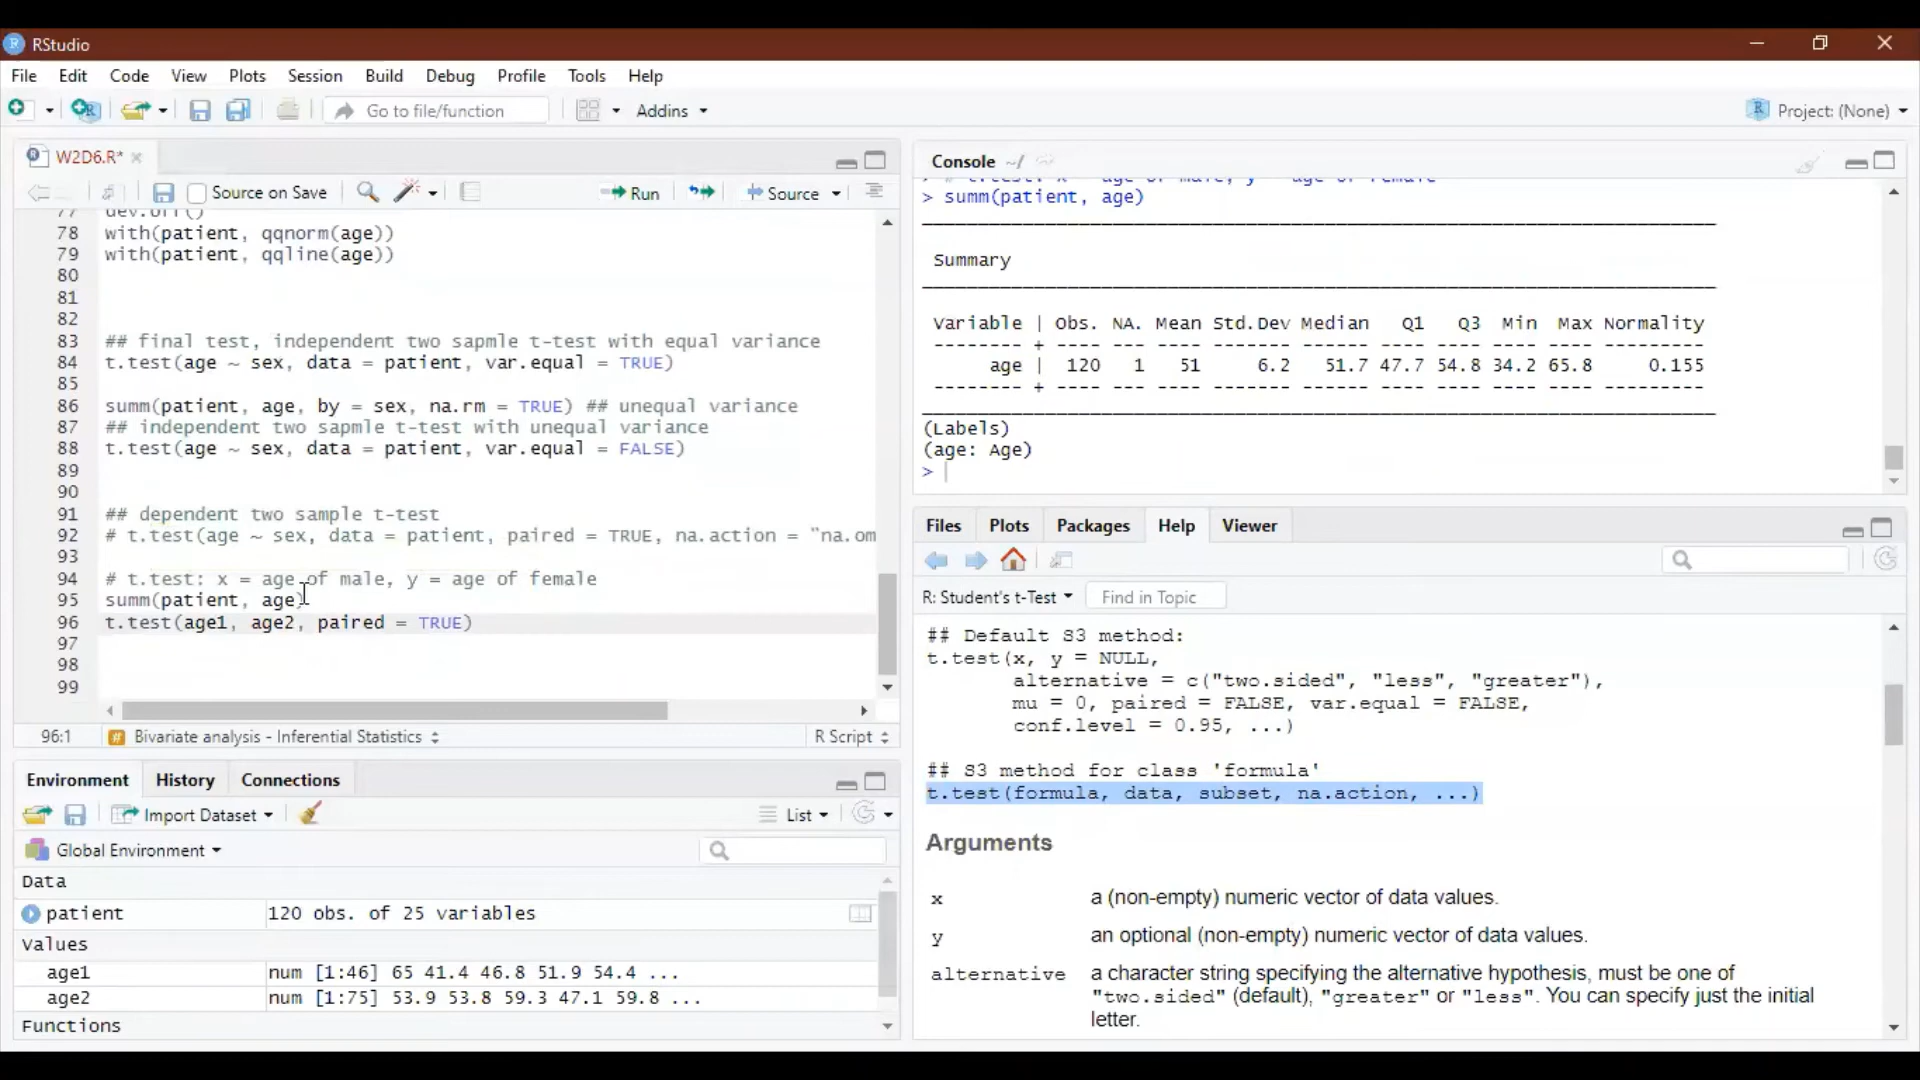 RStudio
File Edit Code View Plots Session Build Debug Profile Tools Help
Go to file/function Addins Project: (None)
W2D6.R*
Source on Save Run Source
77 dev.off()
78 with(patient, qqnorm(age))
79 with(patient, qqline(age))
80
81
82
83 ## final test, independent two sapmle t-test with equal variance
84 t.test(age ~ sex, data = patient, var.equal = TRUE)
85
86 summ(patient, age, by = sex, na.rm = TRUE) ## unequal variance
87 ## independent two sapmle t-test with unequal variance
88 t.test(age ~ sex, data = patient, var.equal = FALSE)
89
90
91 ## dependent two sample t-test
92 # t.test(age ~ sex, data = patient, paired = TRUE, na.action = "na.om
93
94 # t.test: x = age of male, y = age of female
95 summ(patient, age)
96 t.test(age1, age2, paired = TRUE)
97
98
99
96:1 Bivariate analysis - Inferential Statistics R Script
Environment History Connections
Import Dataset List
Global Environment
Data
patient 120 obs. of 25 variables
Values
age1 num [1:46] 65 41.4 46.8 51.9 54.4 ...
age2 num [1:75] 53.9 53.8 59.3 47.1 59.8 ...
Functions
Console ~/
> # t.test: x = age of male, y = age of female
> summ(patient, age)
Summary
Variable | Obs. NA. Mean Std.Dev Median Q1 Q3 Min Max Normality
-------- + ---- --- ---- ------- ------ ---- ---- ---- ---- ---------
age | 120 1 51 6.2 51.7 47.7 54.8 34.2 65.8 0.155
-------- + ---- --- ---- ------- ------ ---- ---- ---- ---- ---------
(Labels)
(age: Age)
>
Files Plots Packages Help Viewer
R: Student's t-Test Find in Topic
## Default S3 method:
t.test(x, y = NULL,
alternative = c("two.sided", "less", "greater"),
mu = 0, paired = FALSE, var.equal = FALSE,
conf.level = 0.95, ...)
## S3 method for class 'formula'
t.test(formula, data, subset, na.action, ...)
Arguments
x a (non-empty) numeric vector of data values.
y an optional (non-empty) numeric vector of data values.
alternative a character string specifying the alternative hypothesis, must be one of
"two.sided" (default), "greater" or "less". You can specify just the initial
letter.